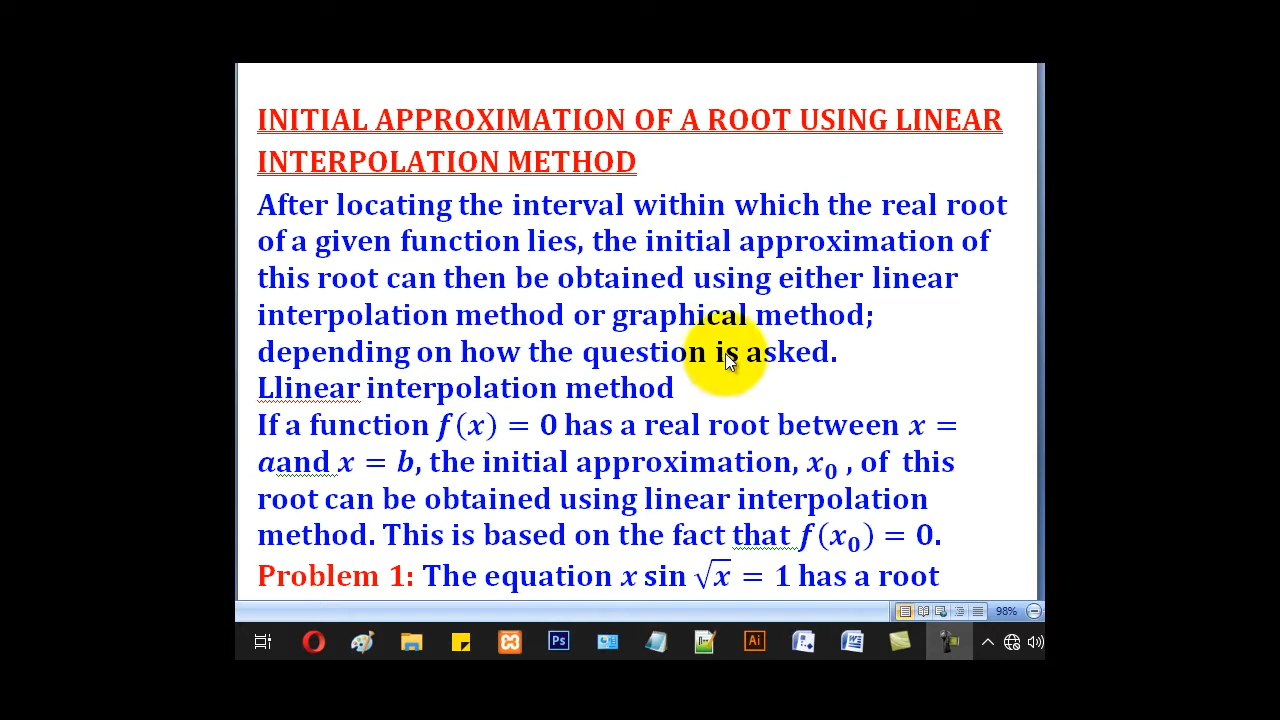 INITIAL APPROXIMATION OF A ROOT USING LINEAR
INTERPOLATION METHOD
After locating the interval within which the real root
of a given function lies, the initial approximation of
this root can then be obtained using either linear
interpolation method or graphical method;
depending on how the question is asked.
Llinear interpolation method
If a function f(x) = 0 has a real root between x =
aand x = b, the initial approximation, x₀ , of this
root can be obtained using linear interpolation
method. This is based on the fact that f(x₀) = 0.
Problem 1: The equation x sin √x = 1 has a root
98%
Ps
Ai